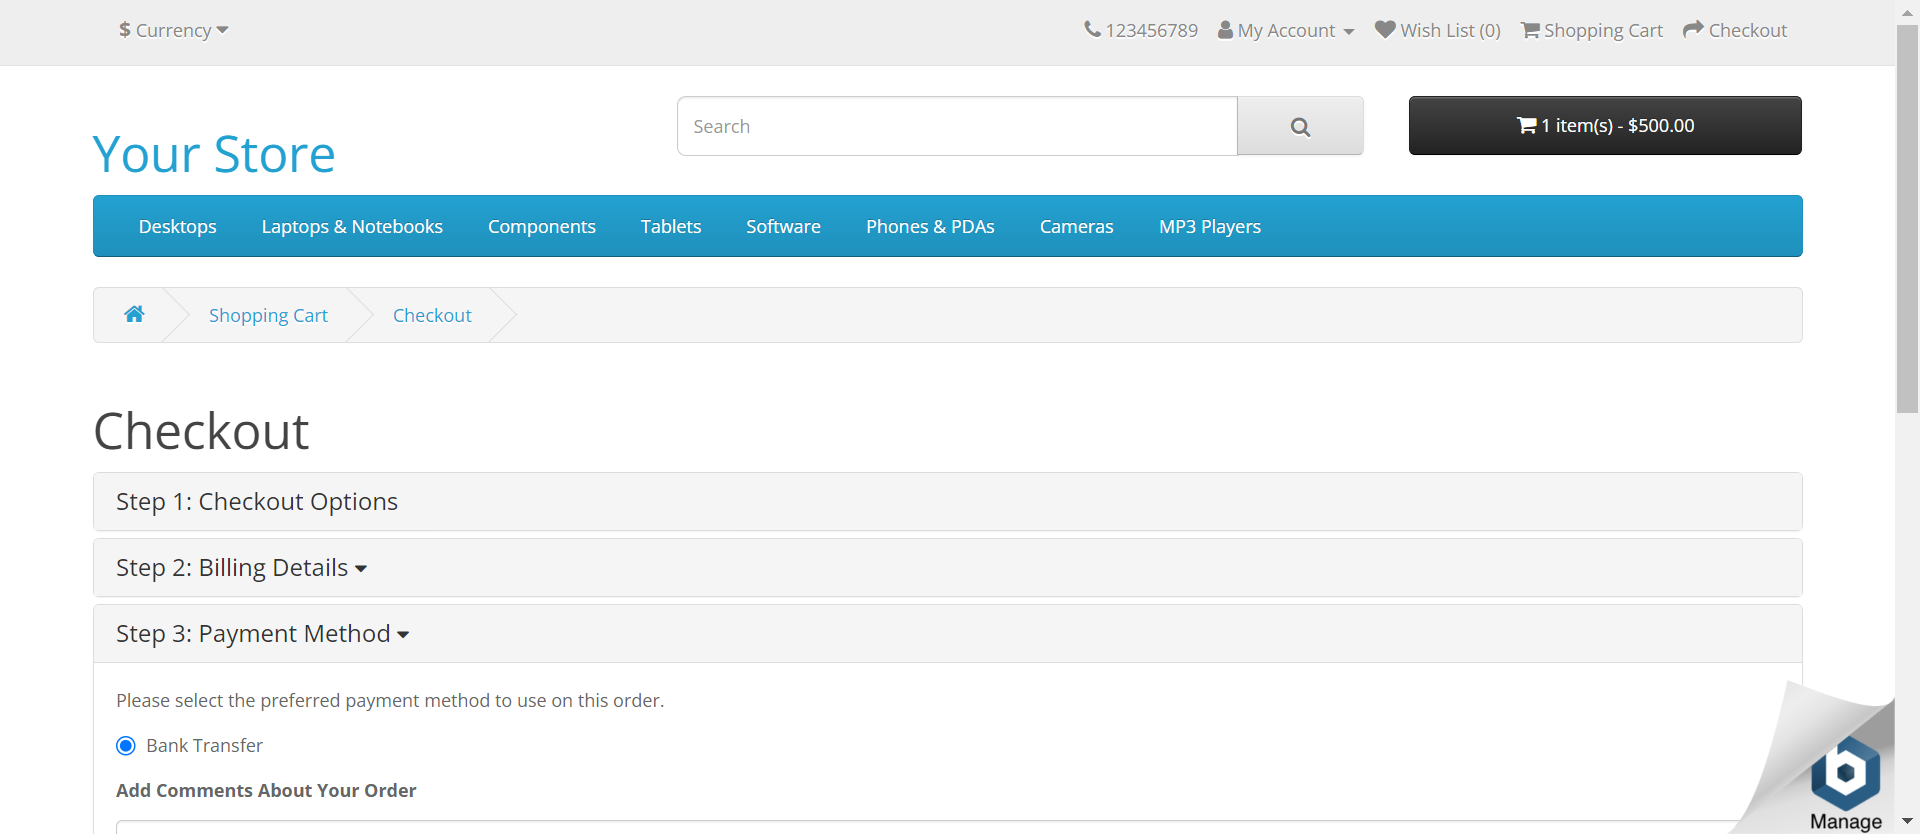 $ Currency
123456789 My Account Wish List (0) Shopping Cart Checkout
Your Store
Search
1 item(s) - $500.00
Desktops Laptops & Notebooks Components Tablets Software Phones & PDAs Cameras MP3 Players
Shopping Cart Checkout
Checkout
Step 1: Checkout Options
Step 2: Billing Details
Step 3: Payment Method
Please select the preferred payment method to use on this order.
Bank Transfer
Add Comments About Your Order
b
Manage